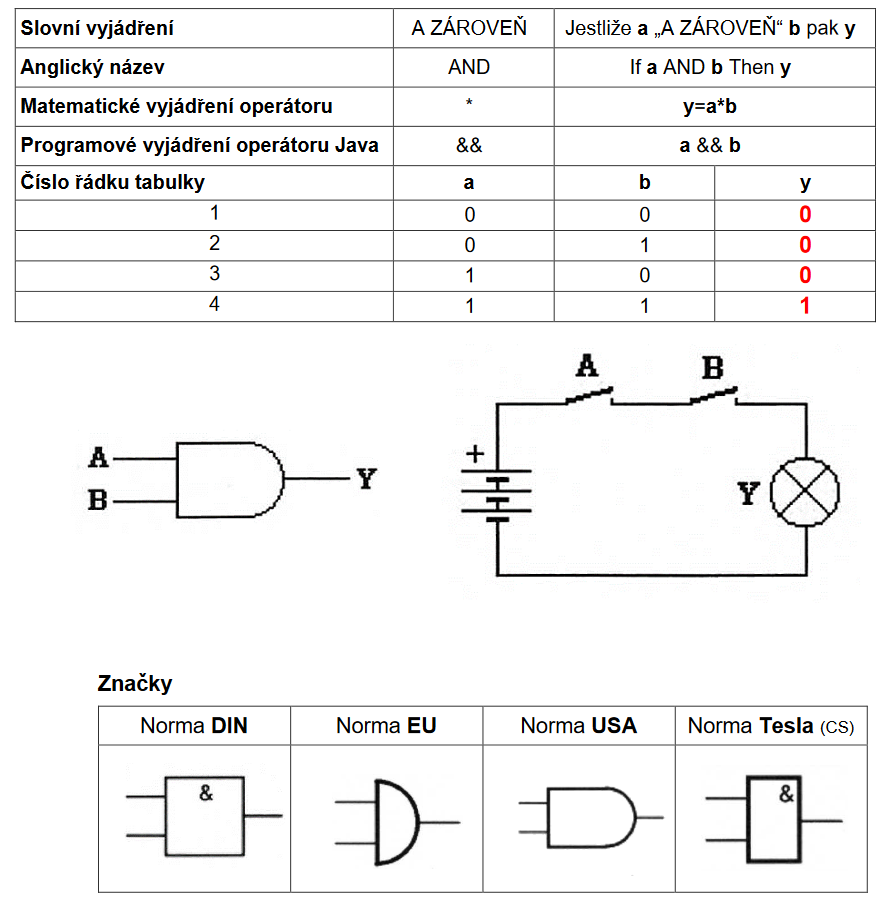 Slovní vyjádření A ZÁROVEŇ Jestliže a „A ZÁROVEŇ“ b pak y
Anglický název AND If a AND b Then y
Matematické vyjádření operátoru * y=a*b
Programové vyjádření operátoru Java && a && b
Číslo řádku tabulky a b y
1 0 0 0
2 0 1 0
3 1 0 0
4 1 1 1
A B
+
A
B
Y
Y
Značky
Norma DIN Norma EU Norma USA Norma Tesla (CS)
& &